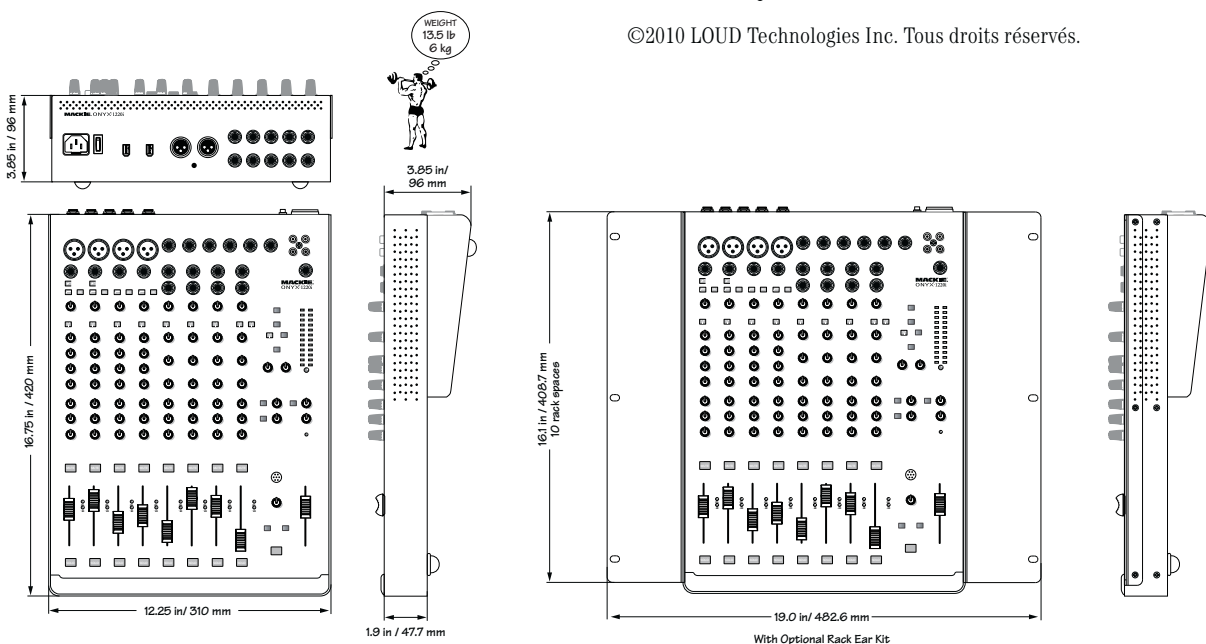 ©2010 LOUD Technologies Inc. Tous droits réservés.
WEIGHT
13.5 lb
6 kg
3.85 in / 96 mm
MACKIE. ONYX 1220i
3.85 in/
96 mm
16.75 in / 420 mm
MACKIE.
ONYX 1220i
12.25 in/ 310 mm
1.9 in / 47.7 mm
16.1 in / 408.7 mm
10 rack spaces
MACKIE.
ONYX 1220i
19.0 in/ 482.6 mm
With Optional Rack Ear Kit